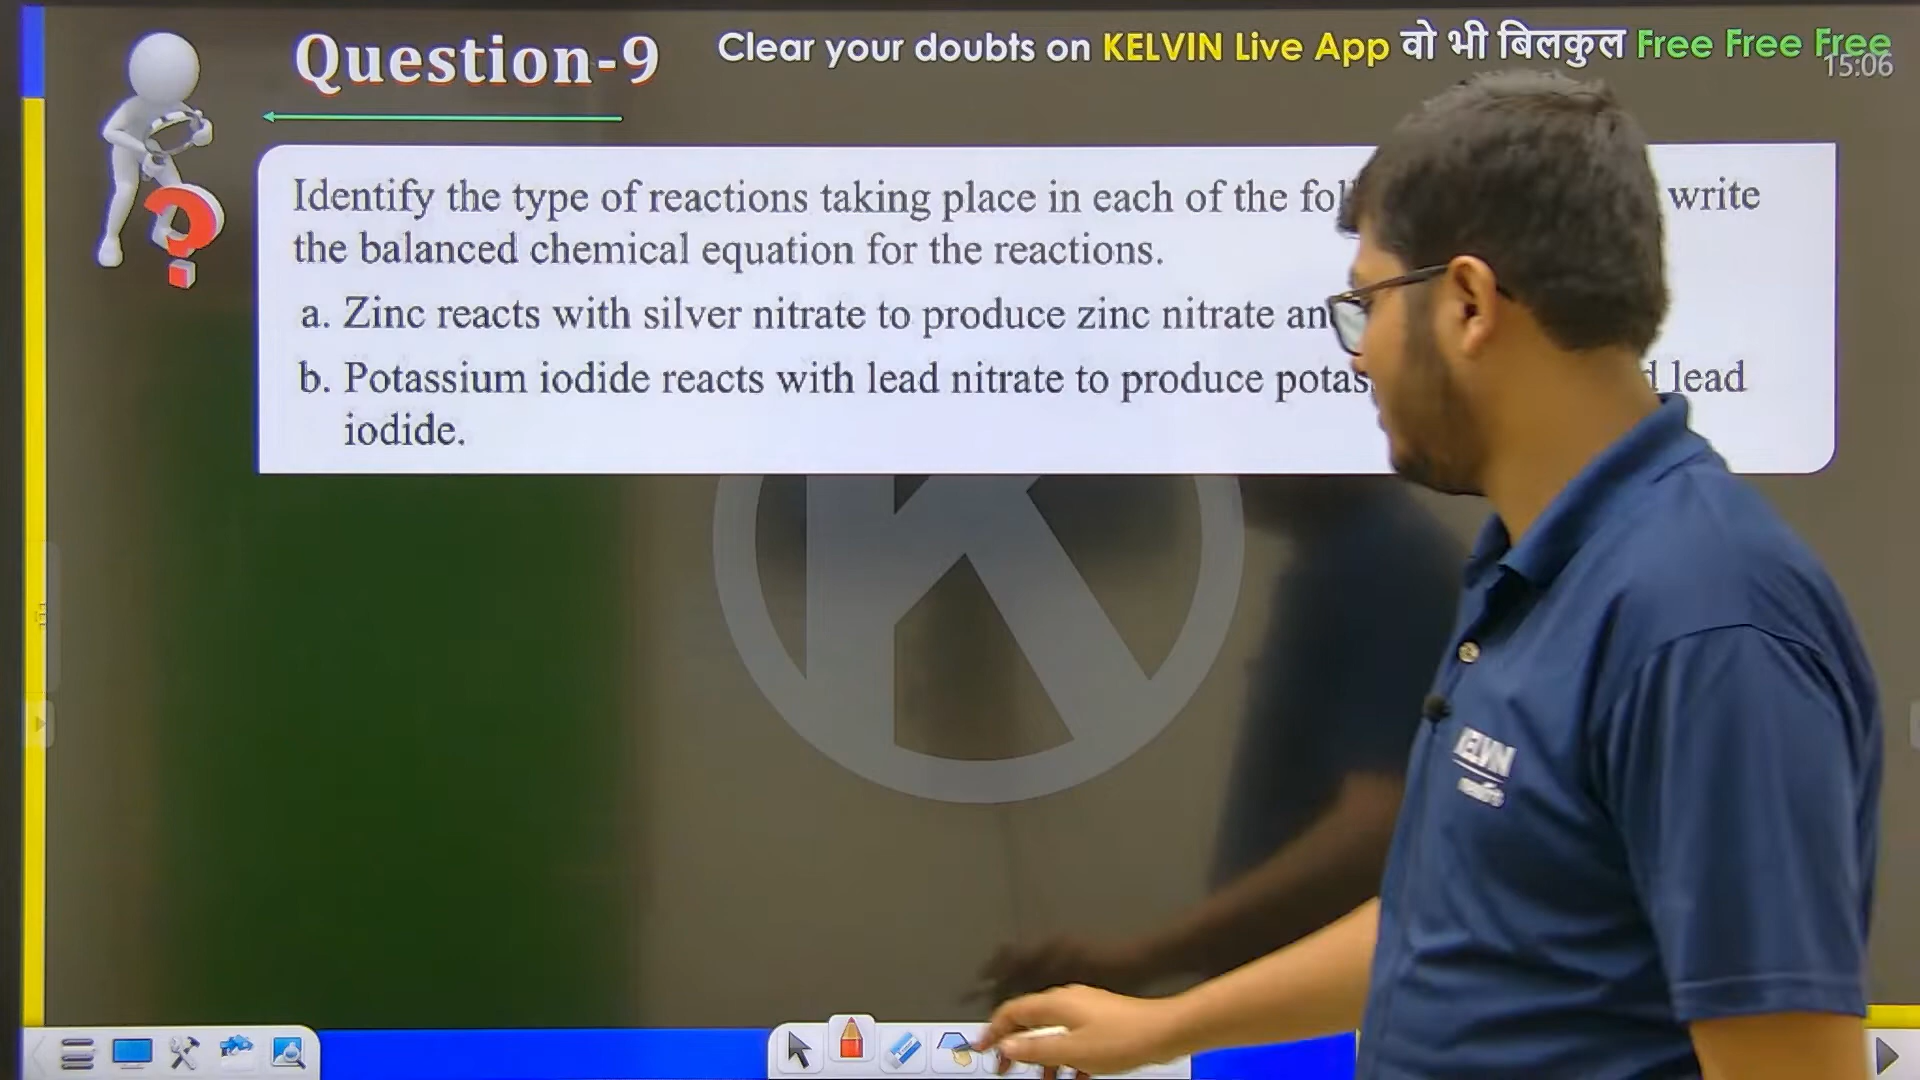 Question-9
Clear your doubts on KELVIN Live App वो भी बिलकुल Free Free Free
15:06
Identify the type of reactions taking place in each of the fol write
the balanced chemical equation for the reactions.
a. Zinc reacts with silver nitrate to produce zinc nitrate an
b. Potassium iodide reacts with lead nitrate to produce potas d lead
iodide.
K
KELVIN